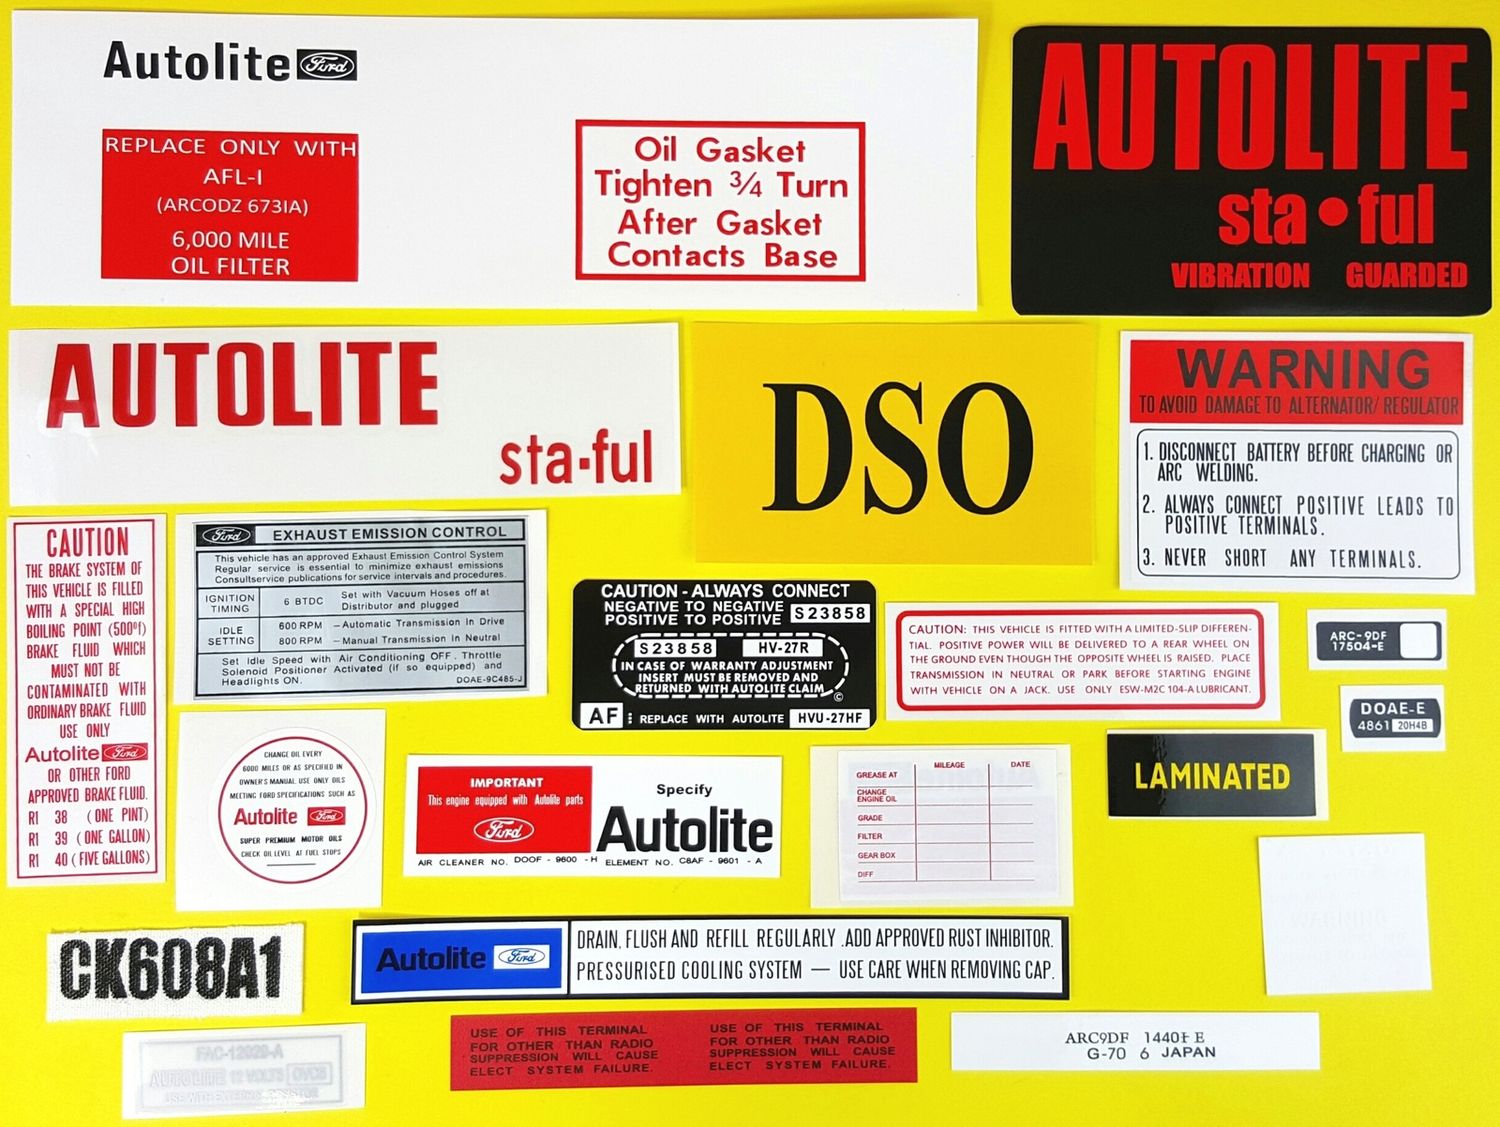 Autolite Ford
REPLACE ONLY WITH
AFL-I
(ARCODZ 673IA)
6,000 MILE
OIL FILTER
Oil Gasket
Tighten ¾ Turn
After Gasket
Contacts Base
AUTOLITE
sta•ful
VIBRATION GUARDED
AUTOLITE
sta-ful
DSO
WARNING
TO AVOID DAMAGE TO ALTERNATOR/ REGULATOR
1. DISCONNECT BATTERY BEFORE CHARGING OR
ARC WELDING.
2. ALWAYS CONNECT POSITIVE LEADS TO
POSITIVE TERMINALS.
3. NEVER SHORT ANY TERMINALS.
CAUTION
THE BRAKE SYSTEM OF
THIS VEHICLE IS FILLED
WITH A SPECIAL HIGH
BOILING POINT (500°f)
BRAKE FLUID WHICH
MUST NOT BE
CONTAMINATED WITH
ORDINARY BRAKE FLUID
USE ONLY
Autolite Ford
OR OTHER FORD
APPROVED BRAKE FLUID.
R1 38 (ONE PINT)
R1 39 (ONE GALLON)
R1 40 (FIVE GALLONS)
Ford EXHAUST EMISSION CONTROL
This vehicle has an approved Exhaust Emission Control System
Regular service is essential to minimize exhaust emissions
Consultservice publications for service intervals and procedures.
IGNITION TIMING
6 BTDC
Set with Vacuum Hoses off at
Distributor and plugged
IDLE SETTING
600 RPM – Automatic Transmission In Drive
800 RPM – Manual Transmission In Neutral
Set Idle Speed with Air Conditioning OFF. Throttle
Solenoid Positioner Activated (if so equipped) and
Headlights ON.
DOAE-9C485-J
CAUTION - ALWAYS CONNECT
NEGATIVE TO NEGATIVE
POSITIVE TO POSITIVE
S23858
S23858 HV-27R
IN CASE OF WARRANTY ADJUSTMENT
INSERT MUST BE REMOVED AND
RETURNED WITH AUTOLITE CLAIM
©
AF REPLACE WITH AUTOLITE HVU-27HF
CAUTION: THIS VEHICLE IS FITTED WITH A LIMITED-SLIP DIFFEREN-
TIAL. POSITIVE POWER WILL BE DELIVERED TO A REAR WHEEL ON
THE GROUND EVEN THOUGH THE OPPOSITE WHEEL IS RAISED. PLACE
TRANSMISSION IN NEUTRAL OR PARK BEFORE STARTING ENGINE
WITH VEHICLE ON A JACK. USE ONLY ESW-M2C 104-A LUBRICANT.
ARC-9DF
17504-E
DOAE-E
4861 20H4B
CHANGE OIL EVERY
6000 MILES OR AS SPECIFIED IN
OWNER'S MANUAL. USE ONLY OILS
MEETING FORD SPECIFICATIONS SUCH AS
Autolite Ford
SUPER PREMIUM MOTOR OILS
CHECK OIL LEVEL AT FUEL STOPS
IMPORTANT
This engine equipped with Autolite parts
Ford
Specify
Autolite
AIR CLEANER NO. DOOF - 9600 - H ELEMENT NO. C8AF - 9601 - A
MILEAGE DATE
GREASE AT
CHANGE
ENGINE OIL
GRADE
FILTER
GEAR BOX
DIFF
LAMINATED
CK608A1
Autolite Ford
DRAIN, FLUSH AND REFILL REGULARLY .ADD APPROVED RUST INHIBITOR.
PRESSURISED COOLING SYSTEM — USE CARE WHEN REMOVING CAP.
FAC-12029-A
AUTOLITE 12 VOLTS
USE OF THIS TERMINAL
FOR OTHER THAN RADIO
SUPPRESSION WILL CAUSE
ELECT SYSTEM FAILURE.
USE OF THIS TERMINAL
FOR OTHER THAN RADIO
SUPPRESSION WILL CAUSE
ELECT SYSTEM FAILURE.
ARC9DF E
G-70 6 JAPAN